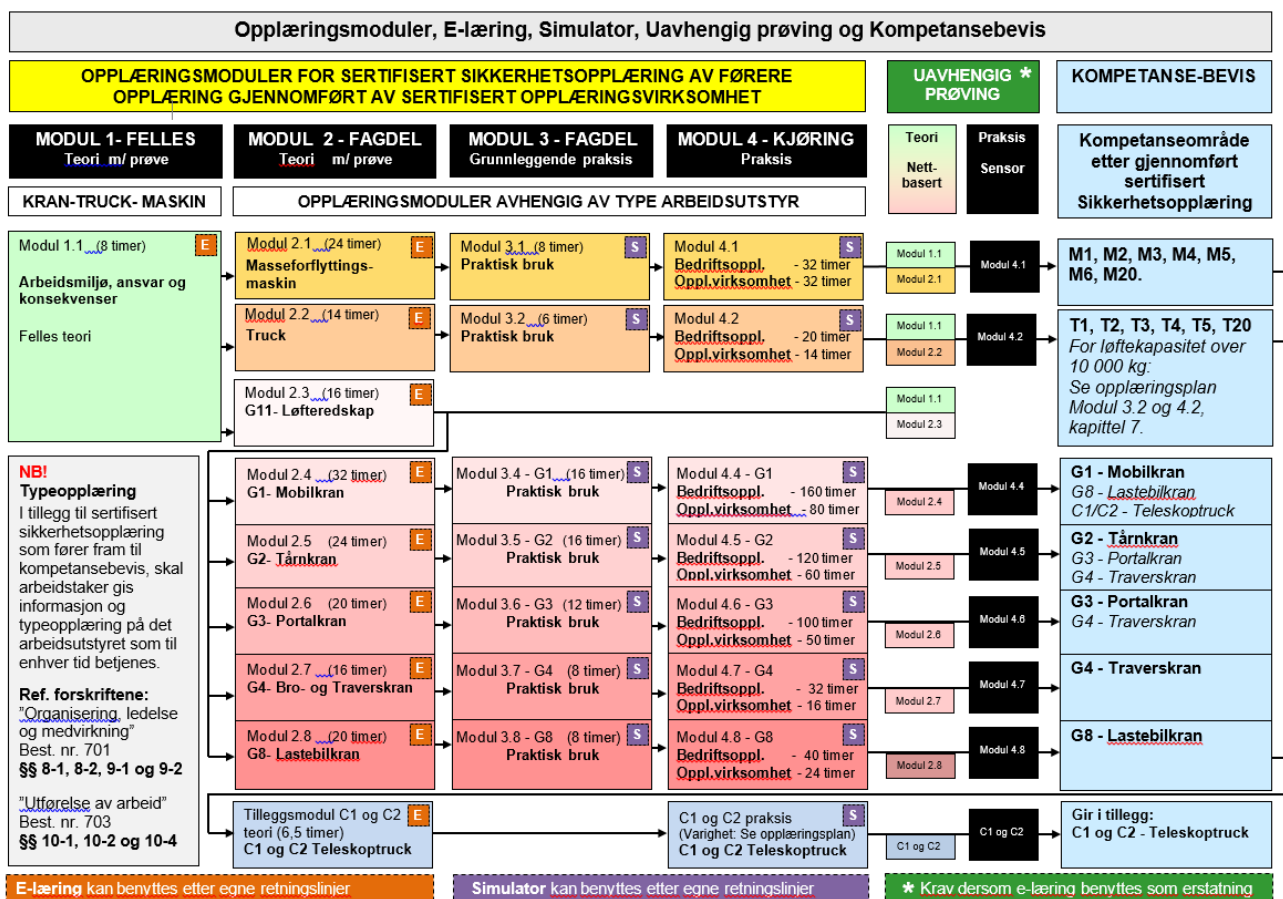 Opplæringsmoduler, E-læring, Simulator, Uavhengig prøving og Kompetansebevis
OPPLÆRINGSMODULER FOR SERTIFISERT SIKKERHETSOPPLÆRING AV FØRERE
OPPLÆRING GJENNOMFØRT AV SERTIFISERT OPPLÆRINGSVIRKSOMHET
UAVHENGIG *
PRØVING
KOMPETANSE-BEVIS
MODUL 1- FELLES
Teori m/ prøve
MODUL 2 - FAGDEL
Teori m/ prøve
MODUL 3 - FAGDEL
Grunnleggende praksis
MODUL 4 - KJØRING
Praksis
Teori
Nett-
basert
Praksis
Sensor
Kompetanseområde
etter gjennomført
sertifisert
Sikkerhetsopplæring
KRAN-TRUCK- MASKIN
OPPLÆRINGSMODULER AVHENGIG AV TYPE ARBEIDSUTSTYR
Modul 1.1 (8 timer)
E
Arbeidsmiljø, ansvar og
konsekvenser
Felles teori
Modul 2.1 (24 timer)
E
Masseforflyttings-
maskin
Modul 3.1 (8 timer)
S
Praktisk bruk
Modul 4.1
S
Bedriftsoppl. - 32 timer
Oppl.virksomhet - 32 timer
Modul 1.1
Modul 2.1
Modul 4.1
M1, M2, M3, M4, M5,
M6, M20.
Modul 2.2 (14 timer)
E
Truck
Modul 3.2 (6 timer)
S
Praktisk bruk
Modul 4.2
S
Bedriftsoppl. - 20 timer
Oppl.virksomhet - 14 timer
Modul 1.1
Modul 2.2
Modul 4.2
T1, T2, T3, T4, T5, T20
For løftekapasitet over
10 000 kg:
Se opplæringsplan
Modul 3.2 og 4.2,
kapittel 7.
Modul 2.3 (16 timer)
E
G11- Løfteredskap
Modul 1.1
Modul 2.3
NB!
Typeopplæring
I tillegg til sertifisert
sikkerhetsopplæring
som fører fram til
kompetansebevis, skal
arbeidstaker gis
informasjon og
typeopplæring på det
arbeidsutstyret som til
enhver tid betjenes.
Ref. forskriftene:
"Organisering, ledelse
og medvirkning"
Best. nr. 701
§§ 8-1, 8-2, 9-1 og 9-2
"Utførelse av arbeid"
Best. nr. 703
§§ 10-1, 10-2 og 10-4
Modul 2.4 (32 timer)
E
G1- Mobilkran
Modul 3.4 - G1 (16 timer)
S
Praktisk bruk
Modul 4.4 - G1
S
Bedriftsoppl. - 160 timer
Oppl.virksomhet - 80 timer
Modul 2.4
Modul 4.4
G1 - Mobilkran
G8 - Lastebilkran
C1/C2 - Teleskoptruck
Modul 2.5 (24 timer)
E
G2- Tårnkran
Modul 3.5 - G2 (16 timer)
S
Praktisk bruk
Modul 4.5 - G2
S
Bedriftsoppl. - 120 timer
Oppl.virksomhet - 60 timer
Modul 2.5
Modul 4.5
G2 - Tårnkran
G3 - Portalkran
G4 - Traverskran
Modul 2.6 (20 timer)
E
G3- Portalkran
Modul 3.6 - G3 (12 timer)
S
Praktisk bruk
Modul 4.6 - G3
S
Bedriftsoppl. - 100 timer
Oppl.virksomhet - 50 timer
Modul 2.6
Modul 4.6
G3 - Portalkran
G4 - Traverskran
Modul 2.7 (16 timer)
E
G4- Bro- og Traverskran
Modul 3.7 - G4 (8 timer)
S
Praktisk bruk
Modul 4.7 - G4
S
Bedriftsoppl. - 32 timer
Oppl.virksomhet - 16 timer
Modul 2.7
Modul 4.7
G4 - Traverskran
Modul 2.8 (20 timer)
E
G8- Lastebilkran
Modul 3.8 - G8 (8 timer)
S
Praktisk bruk
Modul 4.8 - G8
S
Bedriftsoppl. - 40 timer
Oppl.virksomhet - 24 timer
Modul 2.8
Modul 4.8
G8 - Lastebilkran
Tilleggsmodul C1 og C2
E
teori (6,5 timer)
C1 og C2 Teleskoptruck
C1 og C2 praksis
S
(Varighet: Se opplæringsplan)
C1 og C2 Teleskoptruck
C1 og C2
C1 og C2
Gir i tillegg:
C1 og C2 - Teleskoptruck
E-læring kan benyttes etter egne retningslinjer
Simulator kan benyttes etter egne retningslinjer
* Krav dersom e-læring benyttes som erstatning